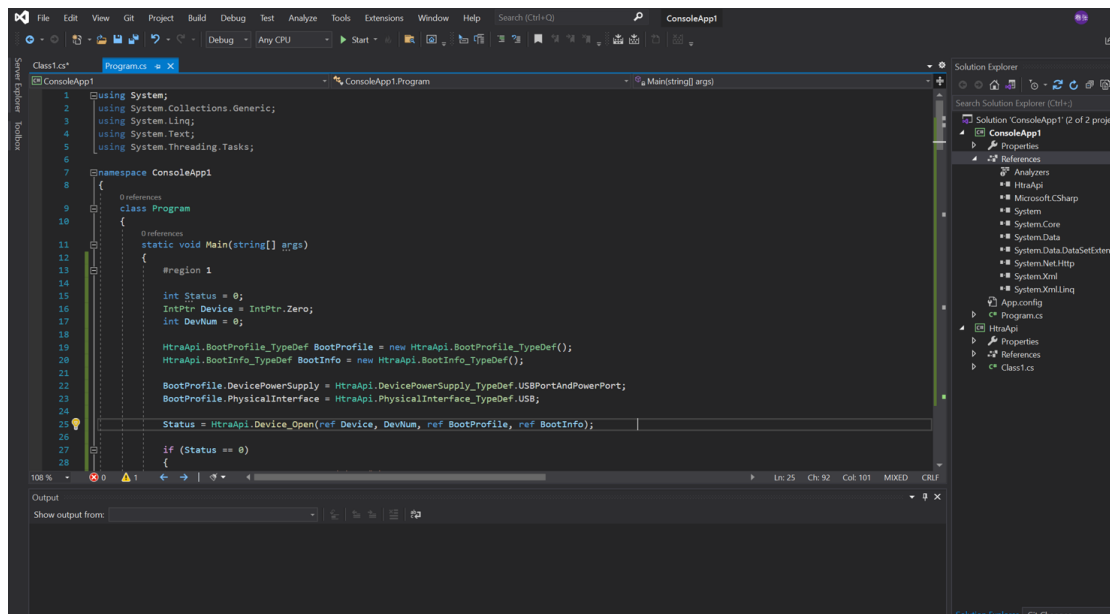 File Edit View Git Project Build Debug Test Analyze Tools Extensions Window Help Search (Ctrl+Q) ConsoleApp1
Debug Any CPU Start
Server Explorer
Toolbox
Class1.cs* Program.cs
ConsoleApp1 ConsoleApp1.Program Main(string[] args)
1 using System;
2 using System.Collections.Generic;
3 using System.Linq;
4 using System.Text;
5 using System.Threading.Tasks;
6
7 namespace ConsoleApp1
8 {
0 references
9 class Program
10 {
0 references
11 static void Main(string[] args)
12 {
13 #region 1
14
15 int Status = 0;
16 IntPtr Device = IntPtr.Zero;
17 int DevNum = 0;
18
19 HtraApi.BootProfile_TypeDef BootProfile = new HtraApi.BootProfile_TypeDef();
20 HtraApi.BootInfo_TypeDef BootInfo = new HtraApi.BootInfo_TypeDef();
21
22 BootProfile.DevicePowerSupply = HtraApi.DevicePowerSupply_TypeDef.USBPortAndPowerPort;
23 BootProfile.PhysicalInterface = HtraApi.PhysicalInterface_TypeDef.USB;
24
25 Status = HtraApi.Device_Open(ref Device, DevNum, ref BootProfile, ref BootInfo);
26
27 if (Status == 0)
28 {
108 % 0 1 Ln: 25 Ch: 92 Col: 101 MIXED CRLF
Output
Show output from:
Solution Explorer
Search Solution Explorer (Ctrl+;)
Solution 'ConsoleApp1' (2 of 2 proje
ConsoleApp1
Properties
References
Analyzers
HtraApi
Microsoft.CSharp
System
System.Core
System.Data
System.Data.DataSetExten
System.Net.Http
System.Xml
System.Xml.Linq
App.config
Program.cs
HtraApi
Properties
References
Class1.cs